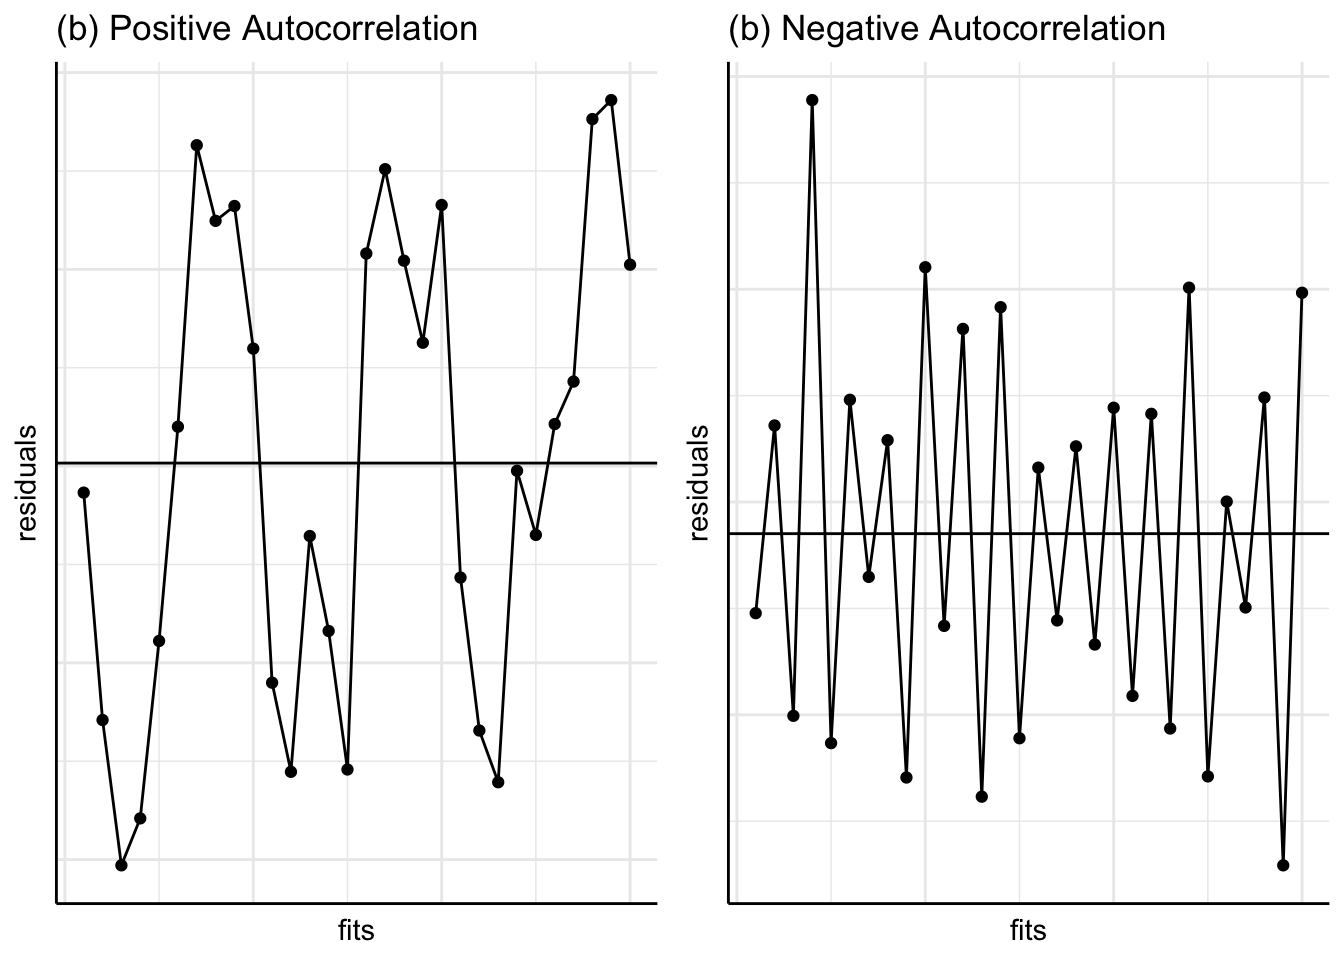 (b) Positive Autocorrelation
residuals
fits
(b) Negative Autocorrelation
residuals
fits